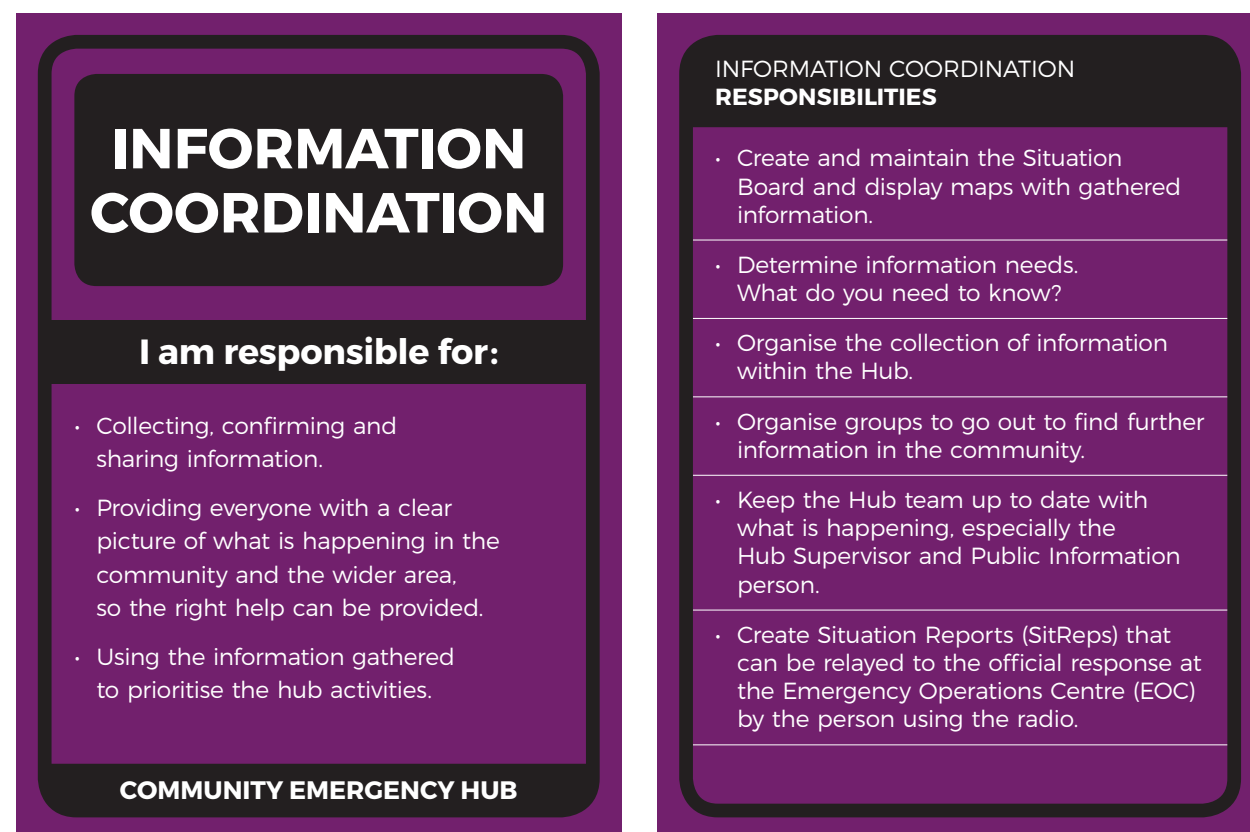 INFORMATION
COORDINATION
I am responsible for:
• Collecting, confirming and
sharing information.
• Providing everyone with a clear
picture of what is happening in the
community and the wider area,
so the right help can be provided.
• Using the information gathered
to prioritise the hub activities.
COMMUNITY EMERGENCY HUB
INFORMATION COORDINATION
RESPONSIBILITIES
• Create and maintain the Situation
Board and display maps with gathered
information.
• Determine information needs.
What do you need to know?
• Organise the collection of information
within the Hub.
• Organise groups to go out to find further
information in the community.
• Keep the Hub team up to date with
what is happening, especially the
Hub Supervisor and Public Information
person.
• Create Situation Reports (SitReps) that
can be relayed to the official response at
the Emergency Operations Centre (EOC)
by the person using the radio.